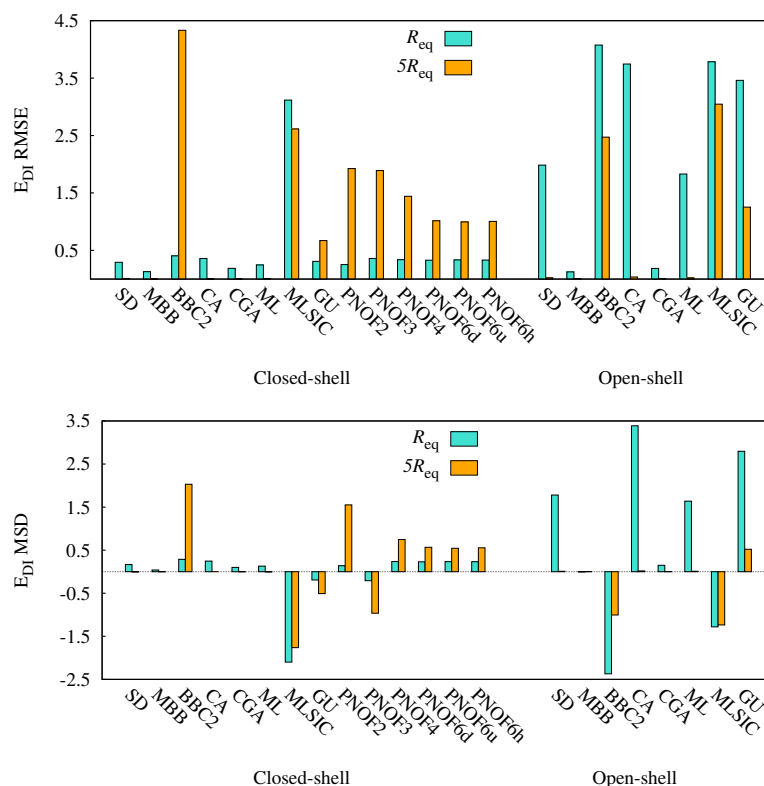 4.5
3.5
2.5
1.5
0.5
E_DI RMSE
R_eq
5R_eq
SD
MBB
BBC2
CA
CGA
ML
MLSIC
GU
PNOF2
PNOF3
PNOF4
PNOF6d
PNOF6u
PNOF6h
SD
MBB
BBC2
CA
CGA
ML
MLSIC
GU
Closed-shell Open-shell
3.5
2.5
1.5
0.5
-0.5
-1.5
-2.5
E_DI MSD
R_eq
5R_eq
SD
MBB
BBC2
CA
CGA
ML
MLSIC
GU
PNOF2
PNOF3
PNOF4
PNOF6d
PNOF6u
PNOF6h
SD
MBB
BBC2
CA
CGA
ML
MLSIC
GU
Closed-shell Open-shell